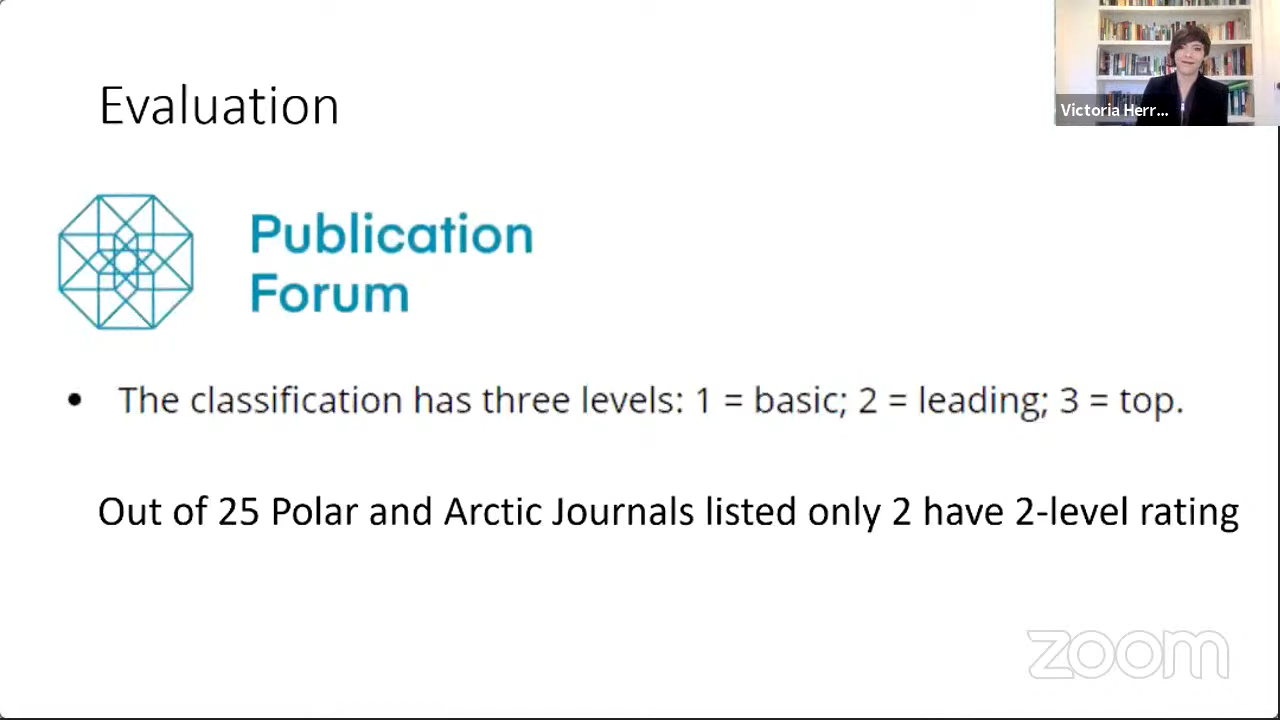 Evaluation
Victoria Herr...
Publication
Forum
• The classification has three levels: 1 = basic; 2 = leading; 3 = top.
Out of 25 Polar and Arctic Journals listed only 2 have 2-level rating
zoom